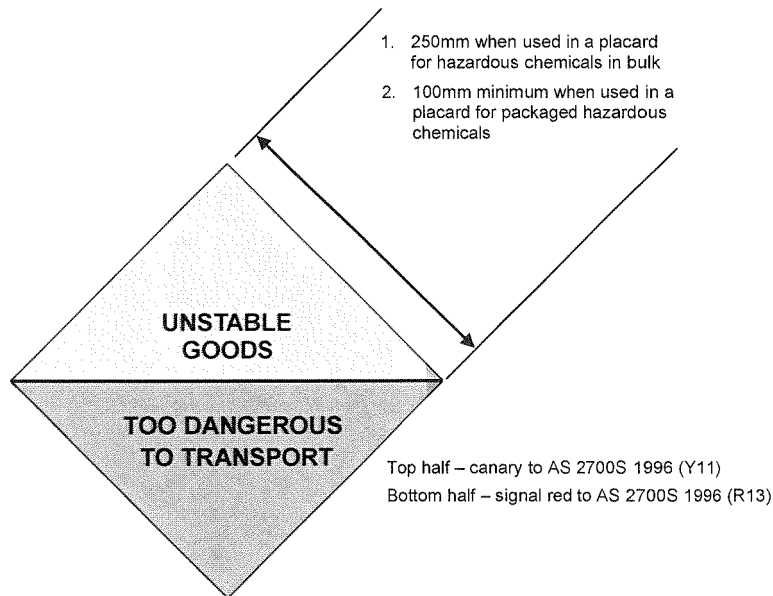 1. 250mm when used in a placard
for hazardous chemicals in bulk
2. 100mm minimum when used in a
placard for packaged hazardous
chemicals
UNSTABLE
GOODS
TOO DANGEROUS
TO TRANSPORT
Top half – canary to AS 2700S 1996 (Y11)
Bottom half – signal red to AS 2700S 1996 (R13)